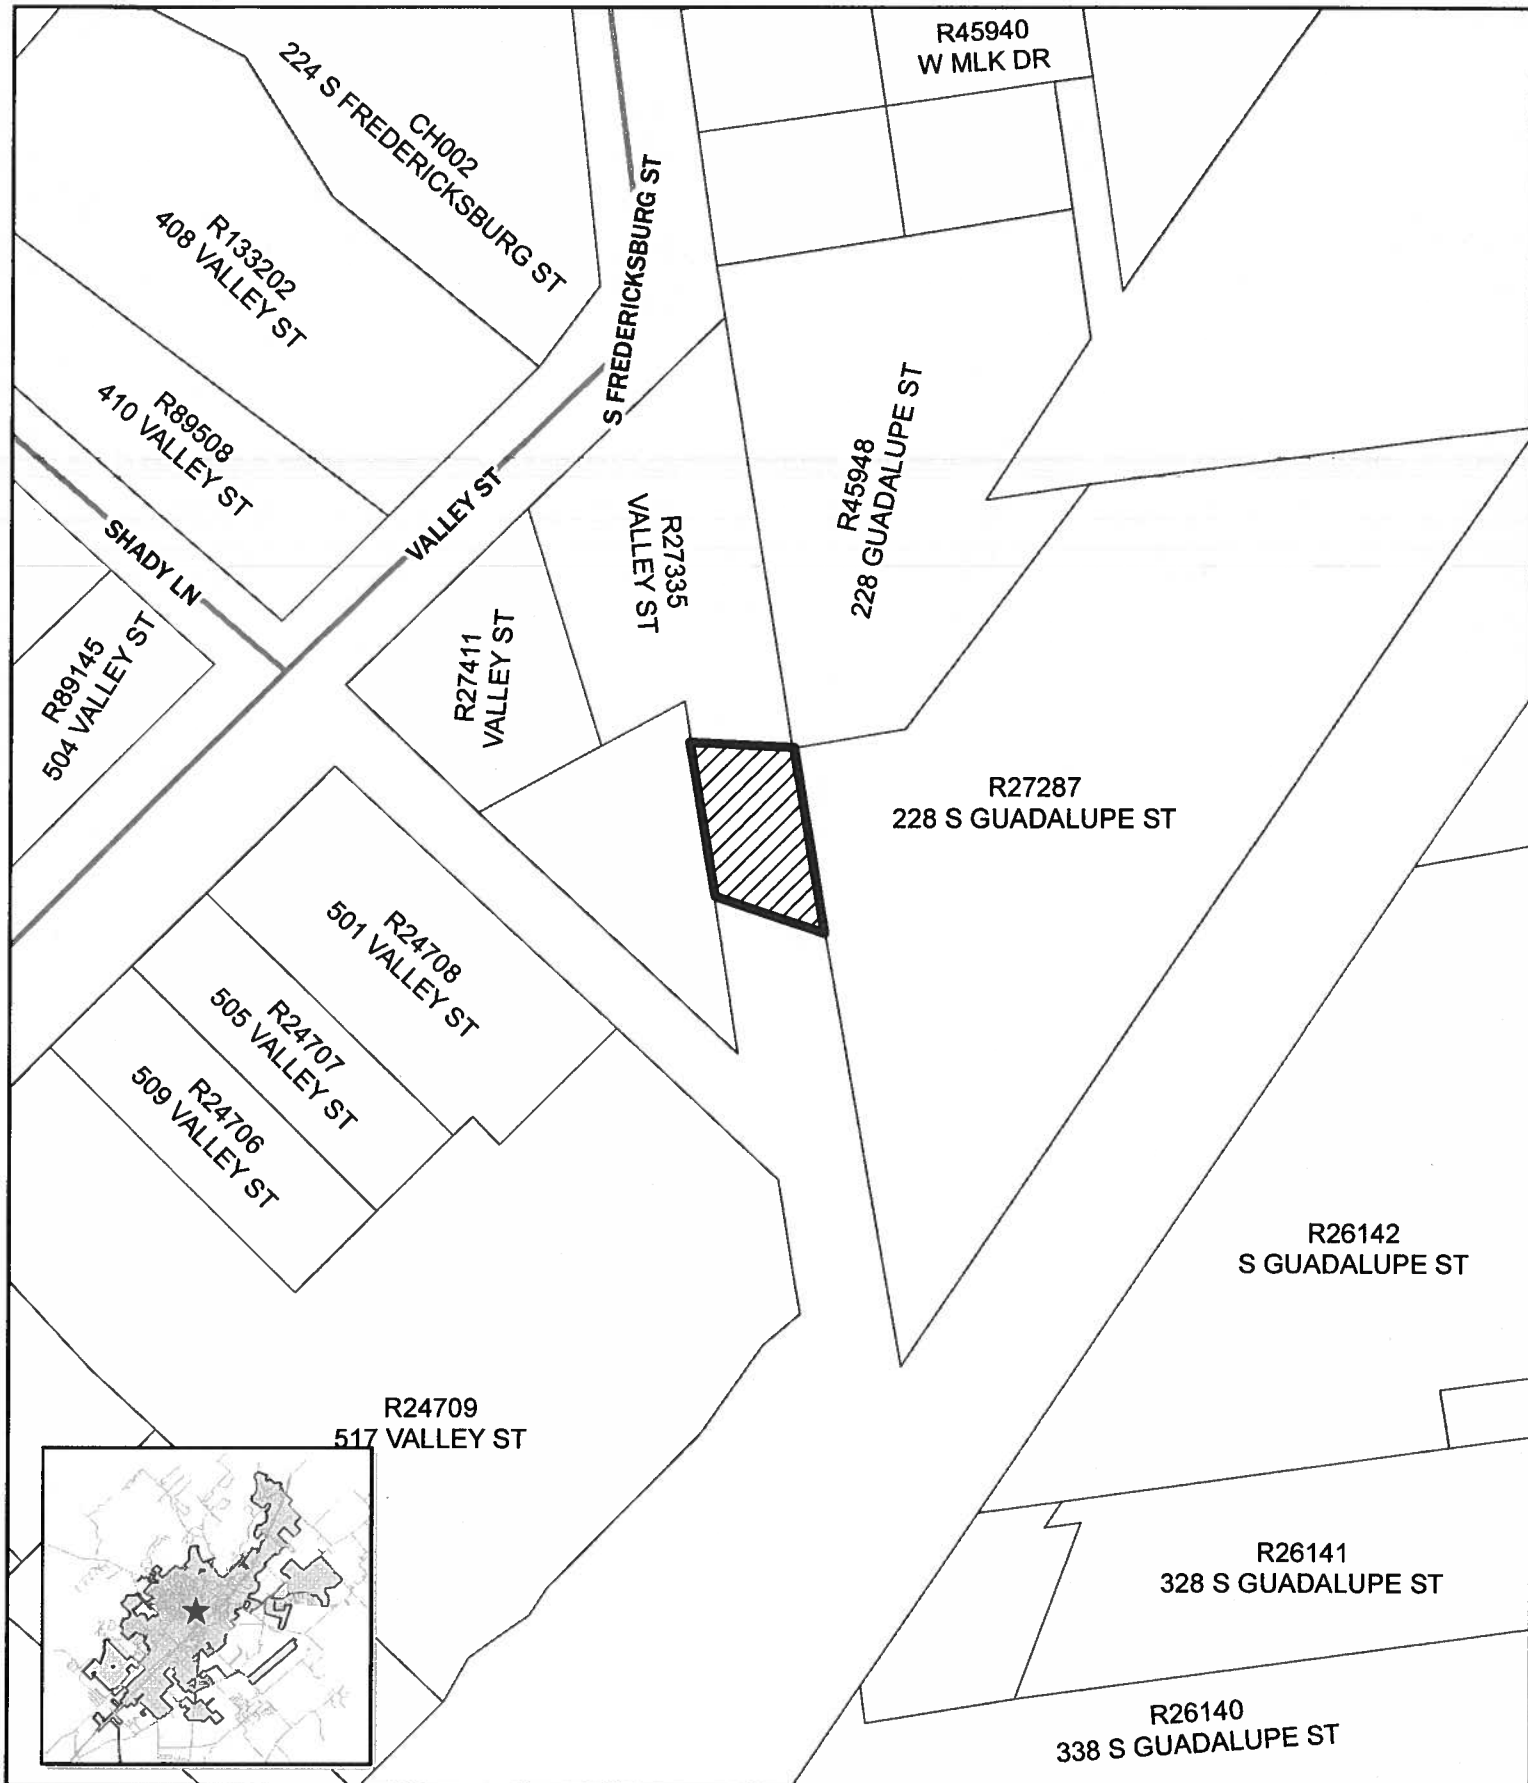 R45940
W MLK DR
CH002
224 S FREDERICKSBURG ST
R133202
408 VALLEY ST
S FREDERICKSBURG ST
R89508
410 VALLEY ST
R45948
228 GUADALUPE ST
VALLEY ST
R27335
VALLEY ST
SHADY LN
R27411
VALLEY ST
R89145
504 VALLEY ST
R27287
228 S GUADALUPE ST
R24708
501 VALLEY ST
R24707
505 VALLEY ST
R24706
509 VALLEY ST
R26142
S GUADALUPE ST
R24709
517 VALLEY ST
R26141
328 S GUADALUPE ST
R26140
338 S GUADALUPE ST